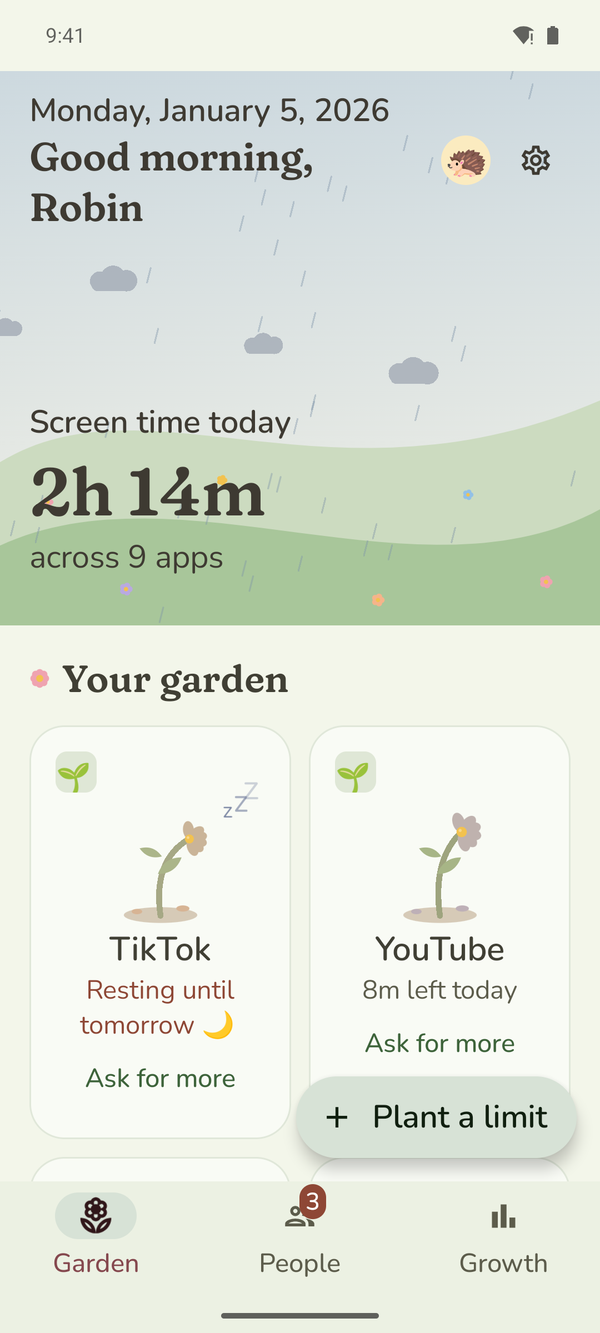 9:41
Monday, January 5, 2026
Good morning,
Robin
Screen time today
2h 14m
across 9 apps
Your garden
zZZ
TikTok
Resting until
tomorrow 🌙
Ask for more
YouTube
8m left today
Ask for more
+ Plant a limit
3
Garden
People
Growth